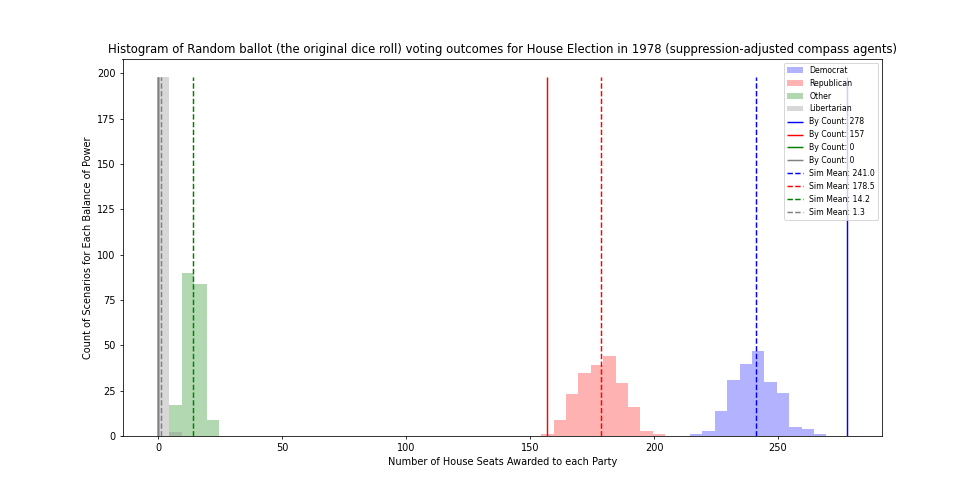 Histogram of Random ballot (the original dice roll) voting outcomes for House Election in 1978 (suppression-adjusted compass agents)
Count of Scenarios for Each Balance of Power
200
175
150
125
100
75
50
25
0
Democrat
Republican
Other
Libertarian
By Count: 278
By Count: 157
By Count: 0
By Count: 0
Sim Mean: 241.0
Sim Mean: 178.5
Sim Mean: 14.2
Sim Mean: 1.3
0 50 100 150 200 250
Number of House Seats Awarded to each Party